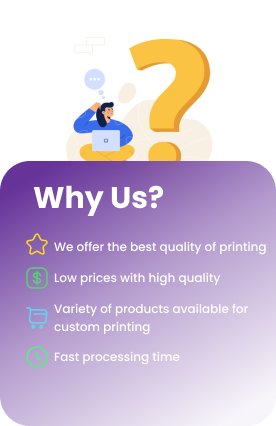 Why Us?
We offer the best quality of printing
Low prices with high quality
Variety of products available for
custom printing
Fast processing time